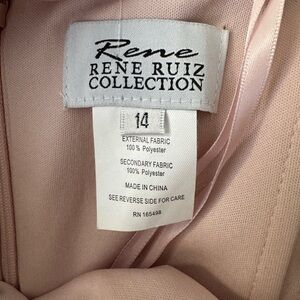 Rene
RENE RUIZ
COLLECTION
14
EXTERNAL FABRIC
100% Polyester
SECONDARY FABRIC
100% Polyester
MADE IN CHINA
SEE REVERSE SIDE FOR CARE
RN 165498